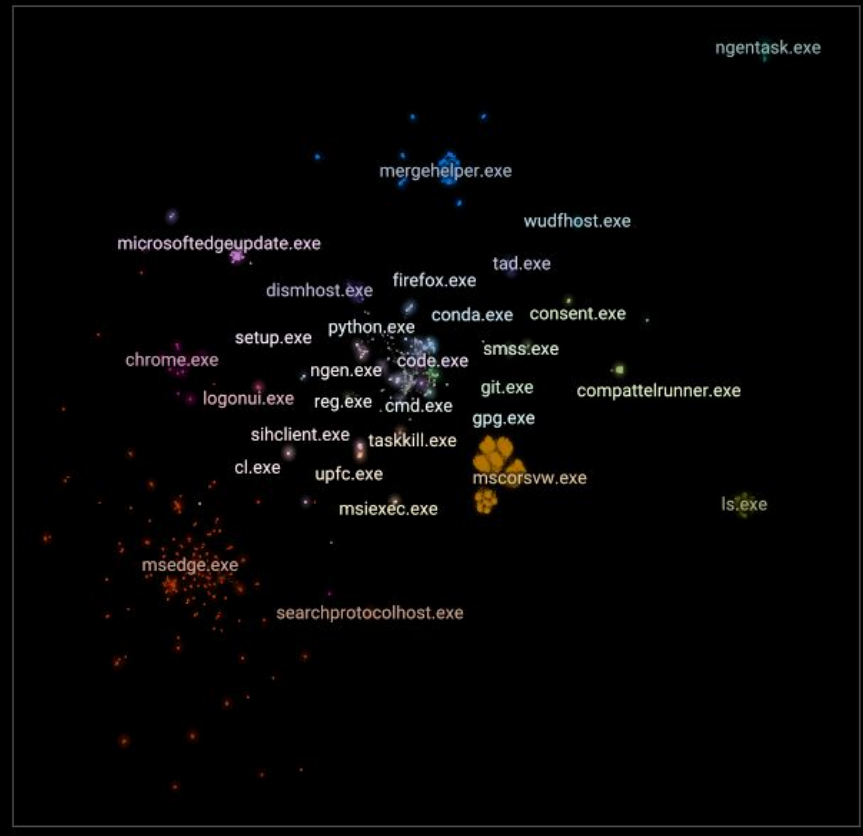 ngentask.exe
mergehelper.exe
wudfhost.exe
microsoftedgeupdate.exe
tad.exe
firefox.exe
dismhost.exe
conda.exe
consent.exe
python.exe
setup.exe
smss.exe
chrome.exe
code.exe
ngen.exe
git.exe
compattelrunner.exe
logonui.exe
reg.exe
cmd.exe
gpg.exe
sihclient.exe
taskkill.exe
cl.exe
upfc.exe
mscorsvw.exe
ls.exe
msiexec.exe
msedge.exe
searchprotocolhost.exe